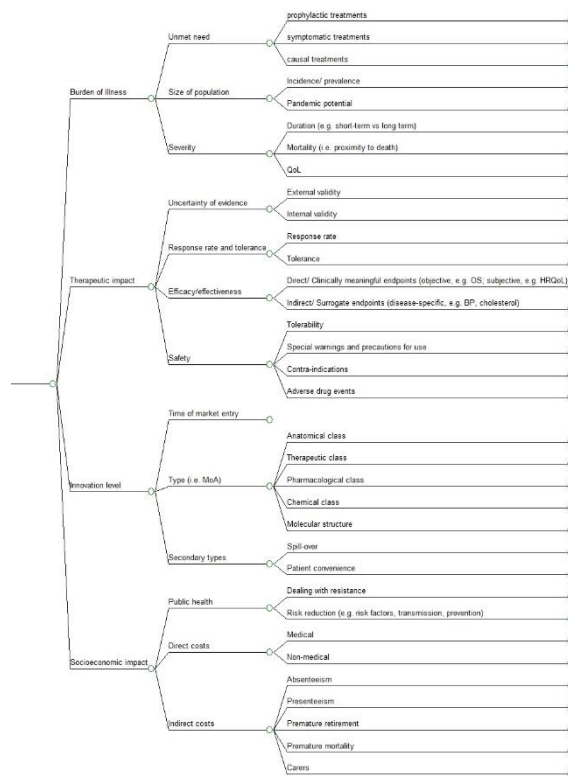 prophylactic treatments
Unmet need
symptomatic treatments
causal treatments
Incidence/ prevalence
Burden of Illness
Size of population
Pandemic potential
Duration (e.g. short-term vs long term)
Severity
Mortality (i.e. proximity to death)
QoL
External validity
Uncertainty of evidence
Internal validity
Response rate
Response rate and tolerance
Tolerance
Therapeutic impact
Direct/ Clinically meaningful endpoints (objective, e.g. OS; subjective, e.g. HRQoL)
Efficacy/effectiveness
Indirect/ Surrogate endpoints (disease-specific, e.g. BP, cholesterol)
Tolerability
Special warnings and precautions for use
Safety
Contra-indications
Adverse drug events
Time of market entry
Anatomical class
Therapeutic class
Innovation level
Type (i.e. MoA)
Pharmacological class
Chemical class
Molecular structure
Spill-over
Secondary types
Patient convenience
Dealing with resistance
Public health
Risk reduction (e.g. risk factors, transmission, prevention)
Medical
Direct costs
Non-medical
Socioeconomic impact
Absenteeism
Presenteeism
Indirect costs
Premature retirement
Premature mortality
Carers